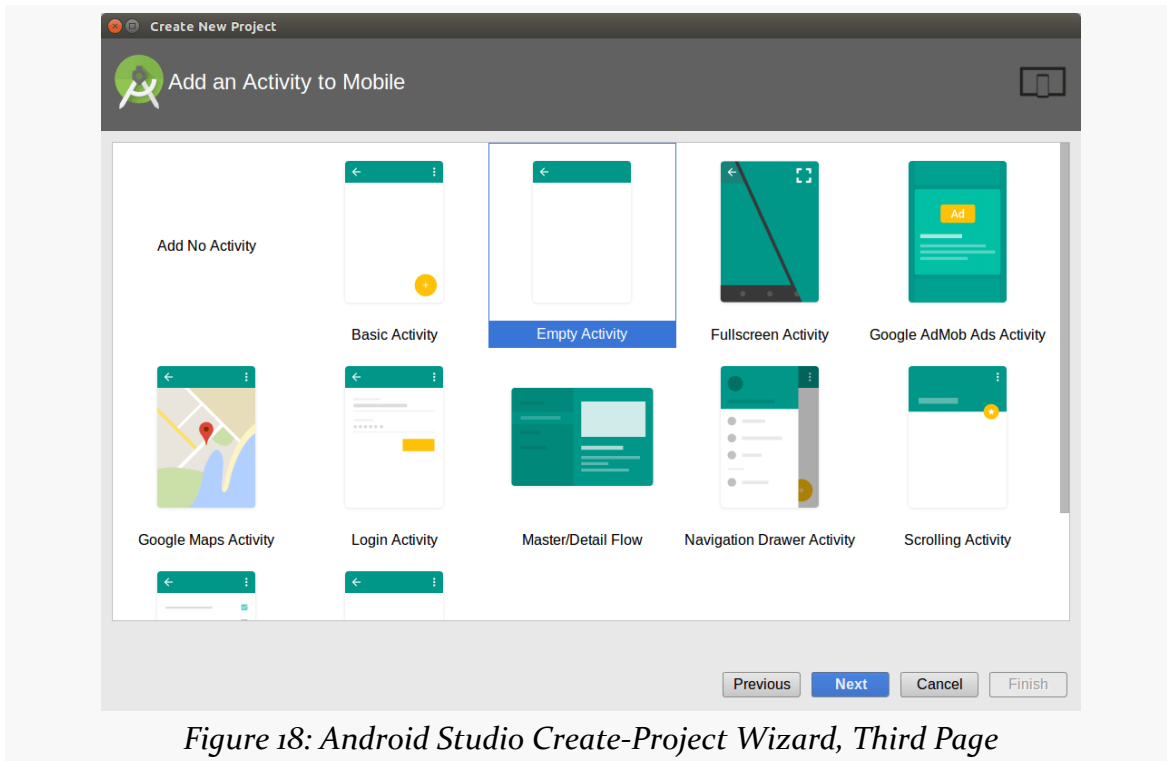 Create New Project
Add an Activity to Mobile
Ad
Add No Activity
Basic Activity
Empty Activity
Fullscreen Activity
Google AdMob Ads Activity
Google Maps Activity
Login Activity
Master/Detail Flow
Navigation Drawer Activity
Scrolling Activity
Previous
Next
Cancel
Finish
Figure 18: Android Studio Create-Project Wizard, Third Page